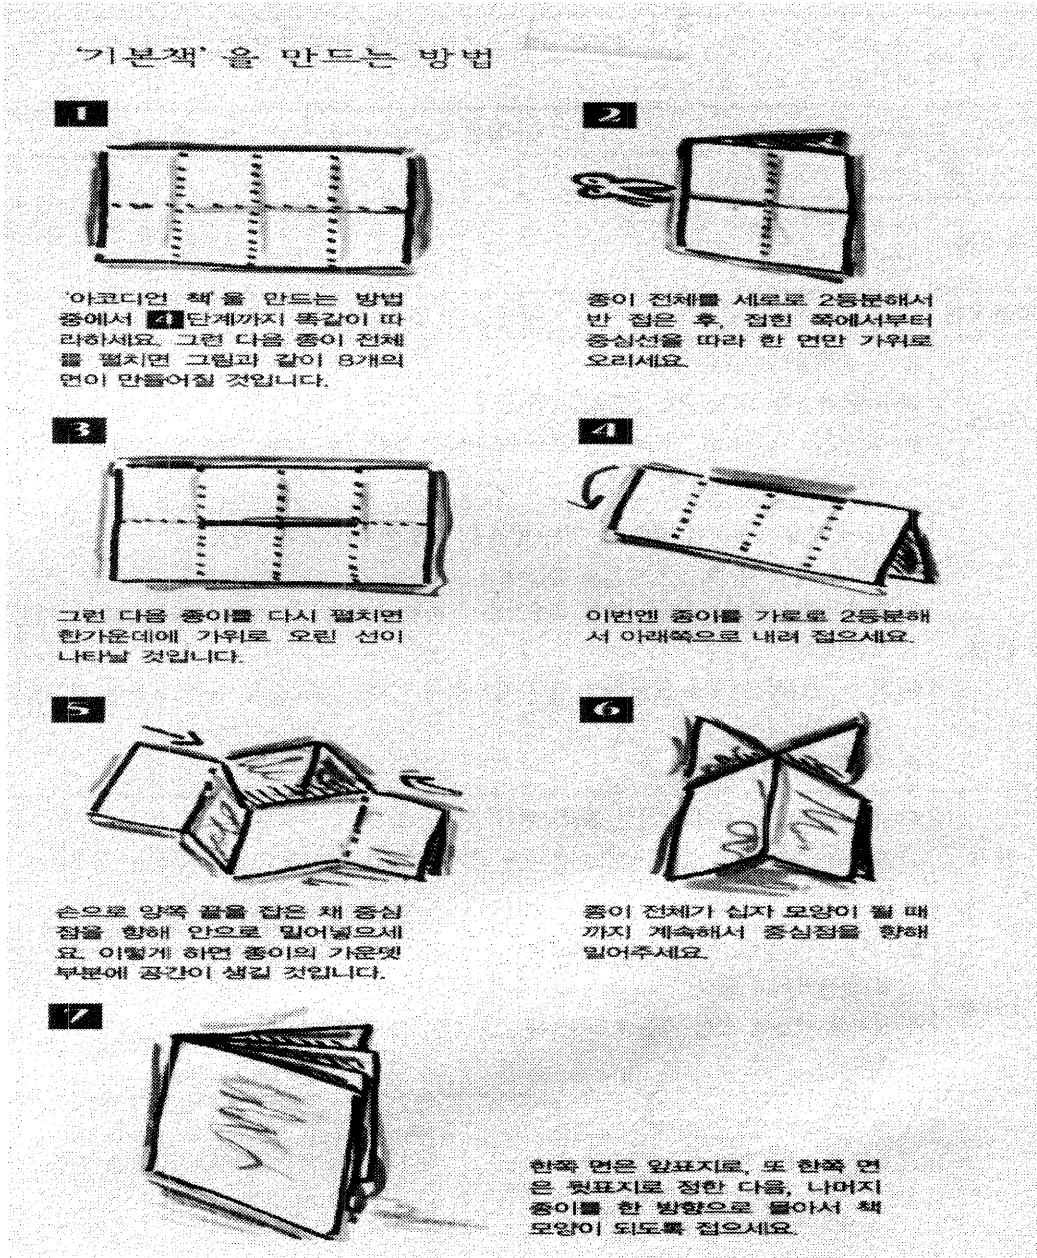 '기본책'을 만드는 방법
1
'아코디언 책'을 만드는 방법
중에서 4단계까지 똑같이 따
라하세요. 그런 다음 종이 전체
를 펼치면 그림과 같이 8개의
면이 만들어질 것입니다.
2
종이 전체를 세로로 2등분해서
반 접은 후, 접힌 쪽에서부터
중심선을 따라 한 면만 가위로
오리세요.
3
그런 다음 종이를 다시 펼치면
한가운데에 가위로 오린 선이
나타날 것입니다.
4
이번엔 종이를 가로로 2등분해
서 아래쪽으로 내려 접으세요.
5
손으로 양쪽 끝을 잡은 채 중심
점을 향해 안으로 밀어넣으세
요. 이렇게 하면 종이의 가운뎃
부분에 공간이 생길 것입니다.
6
종이 전체가 십자 모양이 될 때
까지 계속해서 중심점을 향해
밀어주세요.
7
한쪽 면은 앞표지로, 또 한쪽 면
은 뒷표지로 정한 다음, 나머지
종이를 한 방향으로 몰아서 책
모양이 되도록 접으세요.